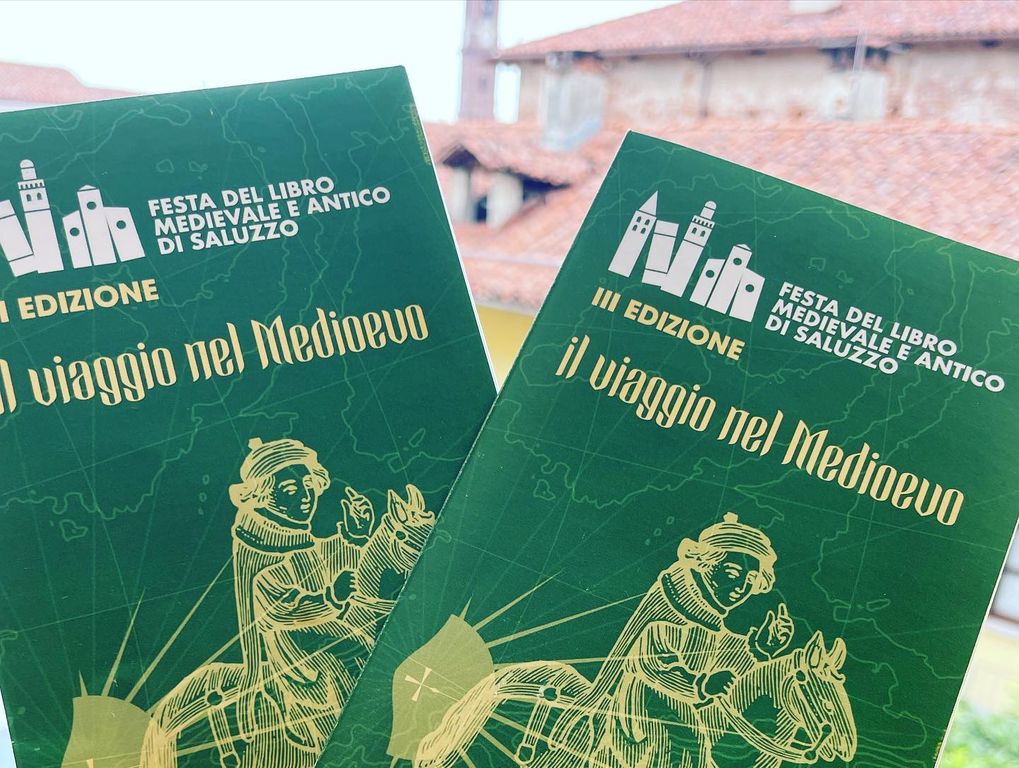 FESTA DEL LIBRO
MEDIEVALE E ANTICO
DI SALUZZO
I EDIZIONE
il viaggio nel Medioevo
FESTA DEL LIBRO
MEDIEVALE E ANTICO
DI SALUZZO
III EDIZIONE
il viaggio nel Medioevo